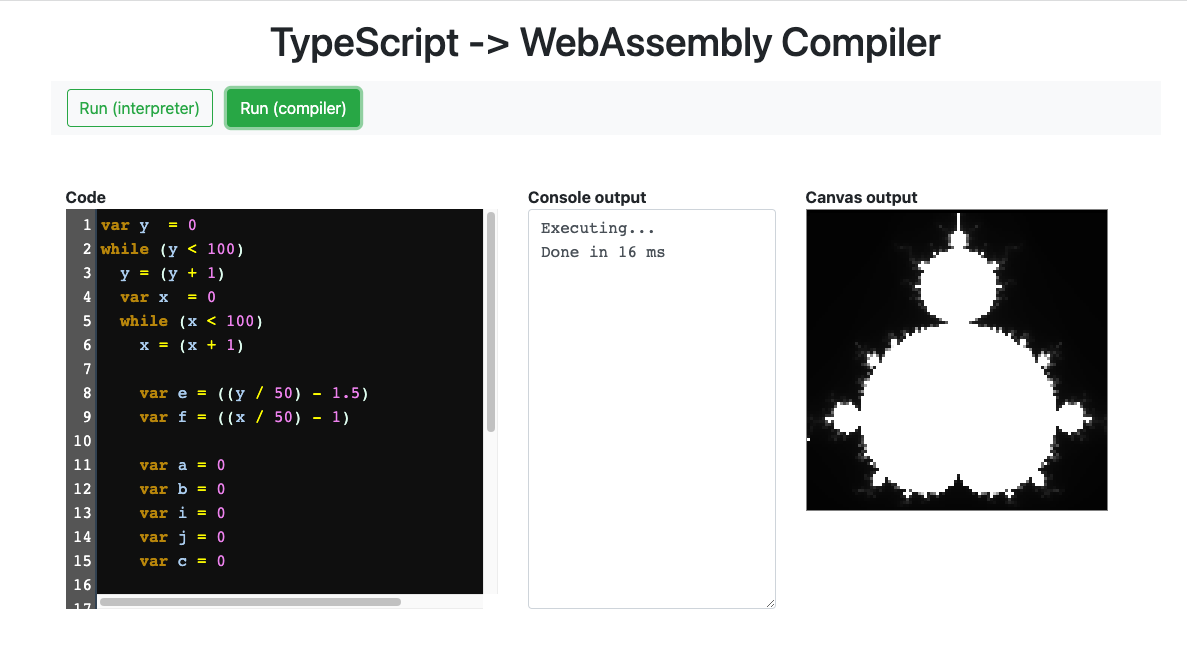 TypeScript -> WebAssembly Compiler
Run (interpreter) Run (compiler)
Code
1 var y  = 0
2 while (y < 100)
3   y = (y + 1)
4   var x  = 0
5   while (x < 100)
6     x = (x + 1)
7
8     var e = ((y / 50) - 1.5)
9     var f = ((x / 50) - 1)
10
11     var a = 0
12     var b = 0
13     var i = 0
14     var j = 0
15     var c = 0
16
17
Console output
Executing...
Done in 16 ms
Canvas output